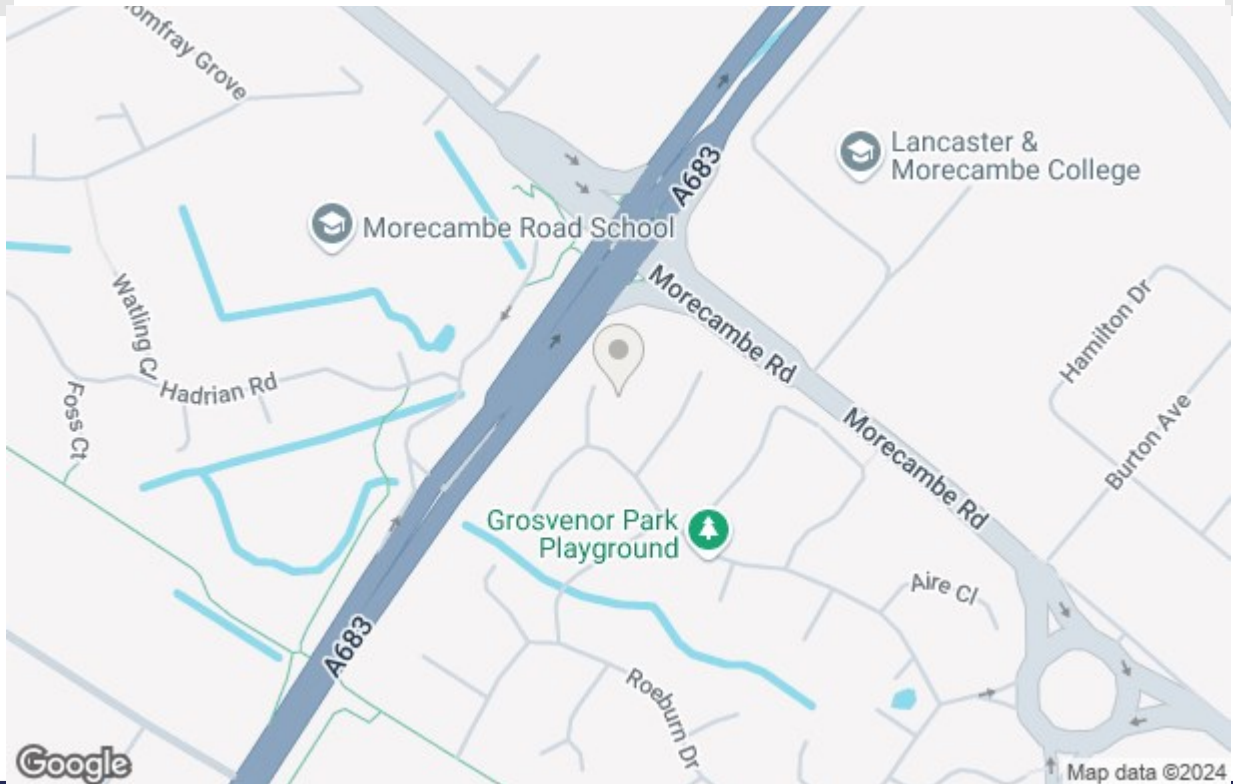 omfray Grove
A683
Lancaster &
Morecambe College
Morecambe Road School
Morecambe Rd
Hamilton Dr
Watling C
Hadrian Rd
Foss Ct
Burton Ave
Morecambe Rd
Grosvenor Park
Playground
Aire Cl
A683
Roeburn Dr
Google
Map data ©2024